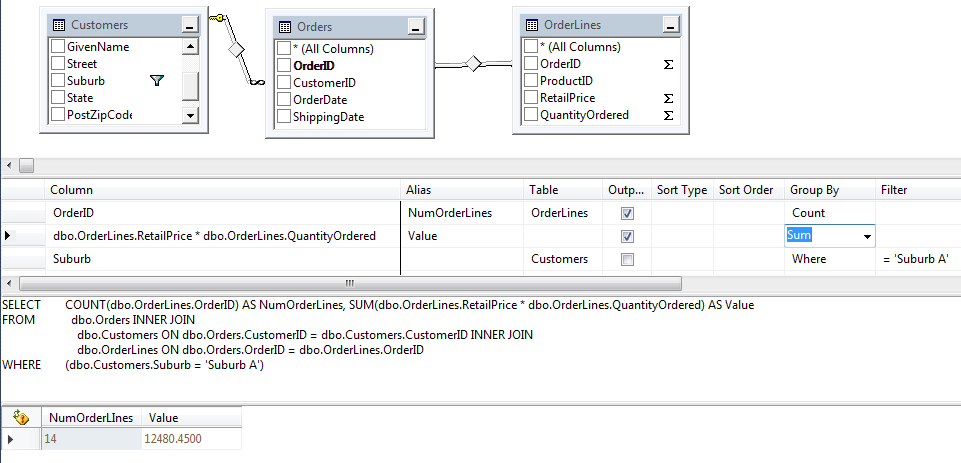 Customers
GivenName
Street
Suburb
State
PostZipCode
Orders
* (All Columns)
OrderID
CustomerID
OrderDate
ShippingDate
OrderLines
* (All Columns)
OrderID Σ
ProductID
RetailPrice Σ
QuantityOrdered Σ
Column Alias Table Outp... Sort Type Sort Order Group By Filter
OrderID NumOrderLines OrderLines Count
dbo.OrderLines.RetailPrice * dbo.OrderLines.QuantityOrdered Value Sum
Suburb Customers Where = 'Suburb A'
SELECT COUNT(dbo.OrderLines.OrderID) AS NumOrderLines, SUM(dbo.OrderLines.RetailPrice * dbo.OrderLines.QuantityOrdered) AS Value
FROM dbo.Orders INNER JOIN
dbo.Customers ON dbo.Orders.CustomerID = dbo.Customers.CustomerID INNER JOIN
dbo.OrderLines ON dbo.Orders.OrderID = dbo.OrderLines.OrderID
WHERE (dbo.Customers.Suburb = 'Suburb A')
NumOrderLInes Value
14 12480.4500